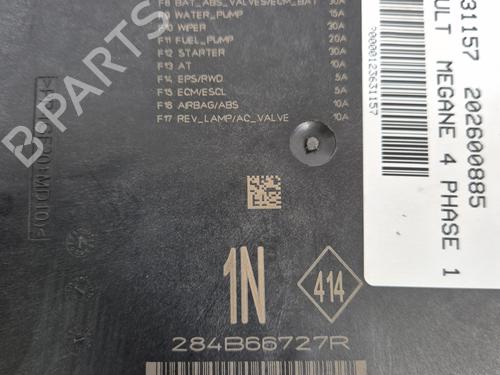 F8 BAT_ABS_VALVES/ECM_BAT 30A
F9 WATER_PUMP 15A
F10 WIPER 30A
F11 FUEL_PUMP 20A
F12 STARTER 30A
F13 AT 10A
F14 EPS/RWD 5A
F15 ECM/ESCL 5A
F16 AIRBAG/ABS 10A
F17 REV_LAMP/AC_VALVE 10A
1N
414
284B66727R
31157 202600885
ULT MEGANE 4 PHASE 1
B-PARTS